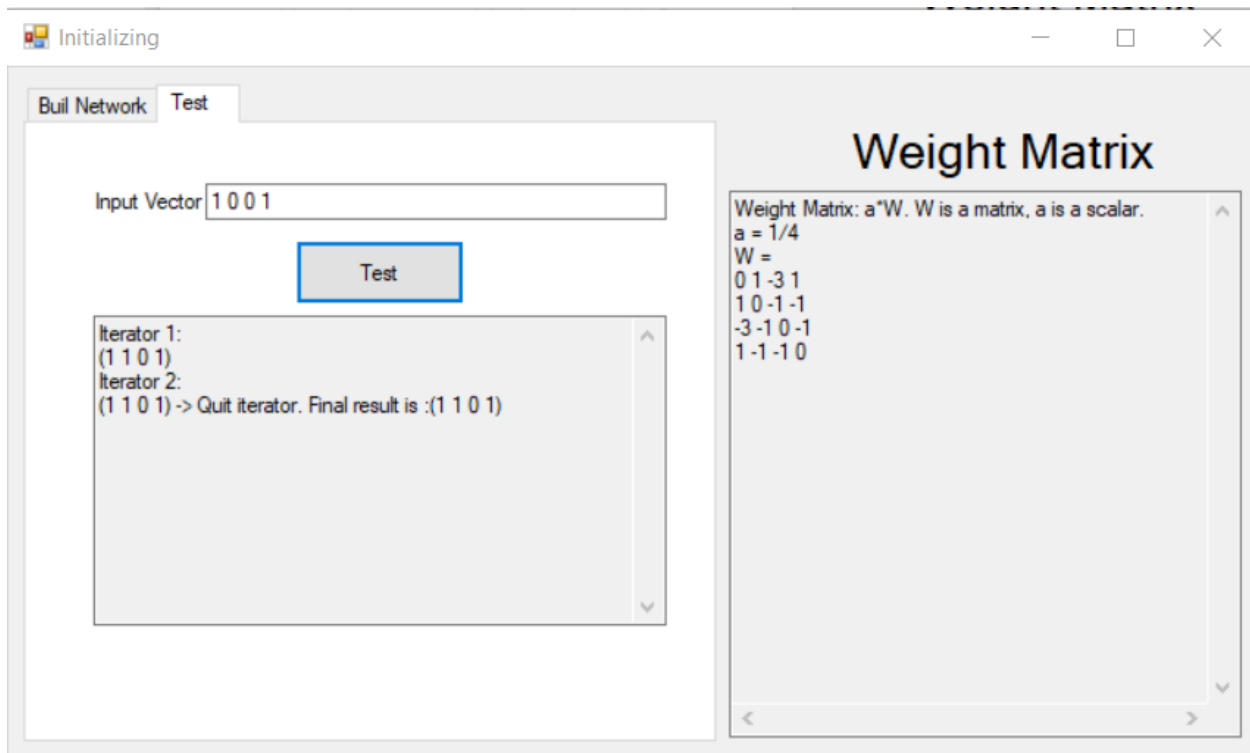 Initializing
Buil Network
Test
Input Vector 1 0 0 1
Test
Iterator 1:
(1 1 0 1)
Iterator 2:
(1 1 0 1) -> Quit iterator. Final result is :(1 1 0 1)
Weight Matrix
Weight Matrix: a*W. W is a matrix, a is a scalar.
a = 1/4
W =
0 1 -3 1
1 0 -1 -1
-3 -1 0 -1
1 -1 -1 0